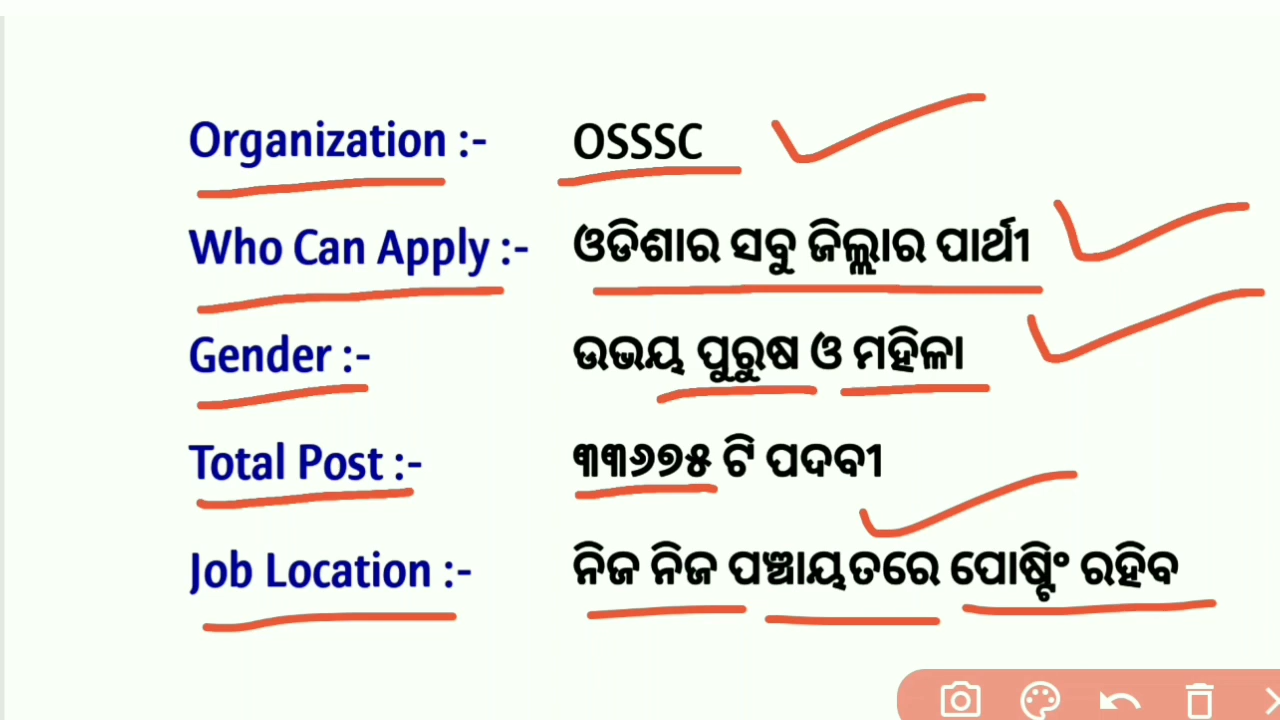 Organization :- OSSSC
Who Can Apply :- ଓଡିଶାର ସବୁ ଜିଲ୍ଲାର ପାର୍ଥୀ
Gender :- ଉଭୟ ପୁରୁଷ ଓ ମହିଳା
Total Post :- ୩୩୬୭୫ ଟି ପଦବୀ
Job Location :- ନିଜ ନିଜ ପଞ୍ଚାୟତରେ ପୋଷ୍ଟିଂ ରହିବ